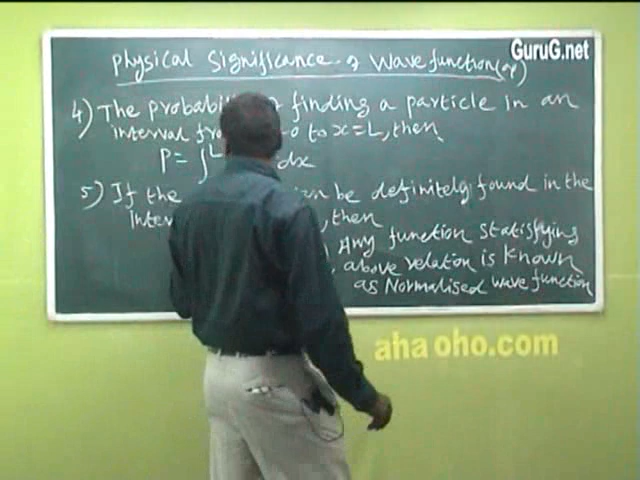 GuruG.net
Physical Significance of Wave function(ψ)
4) The probabili finding a particle in an
interval fro to x=L, then
P= ∫ L dx
5) If the can be definitely found in the
Inter , then
Any function statisfying
above relation is known
as Normalised wave function
aha oho.com